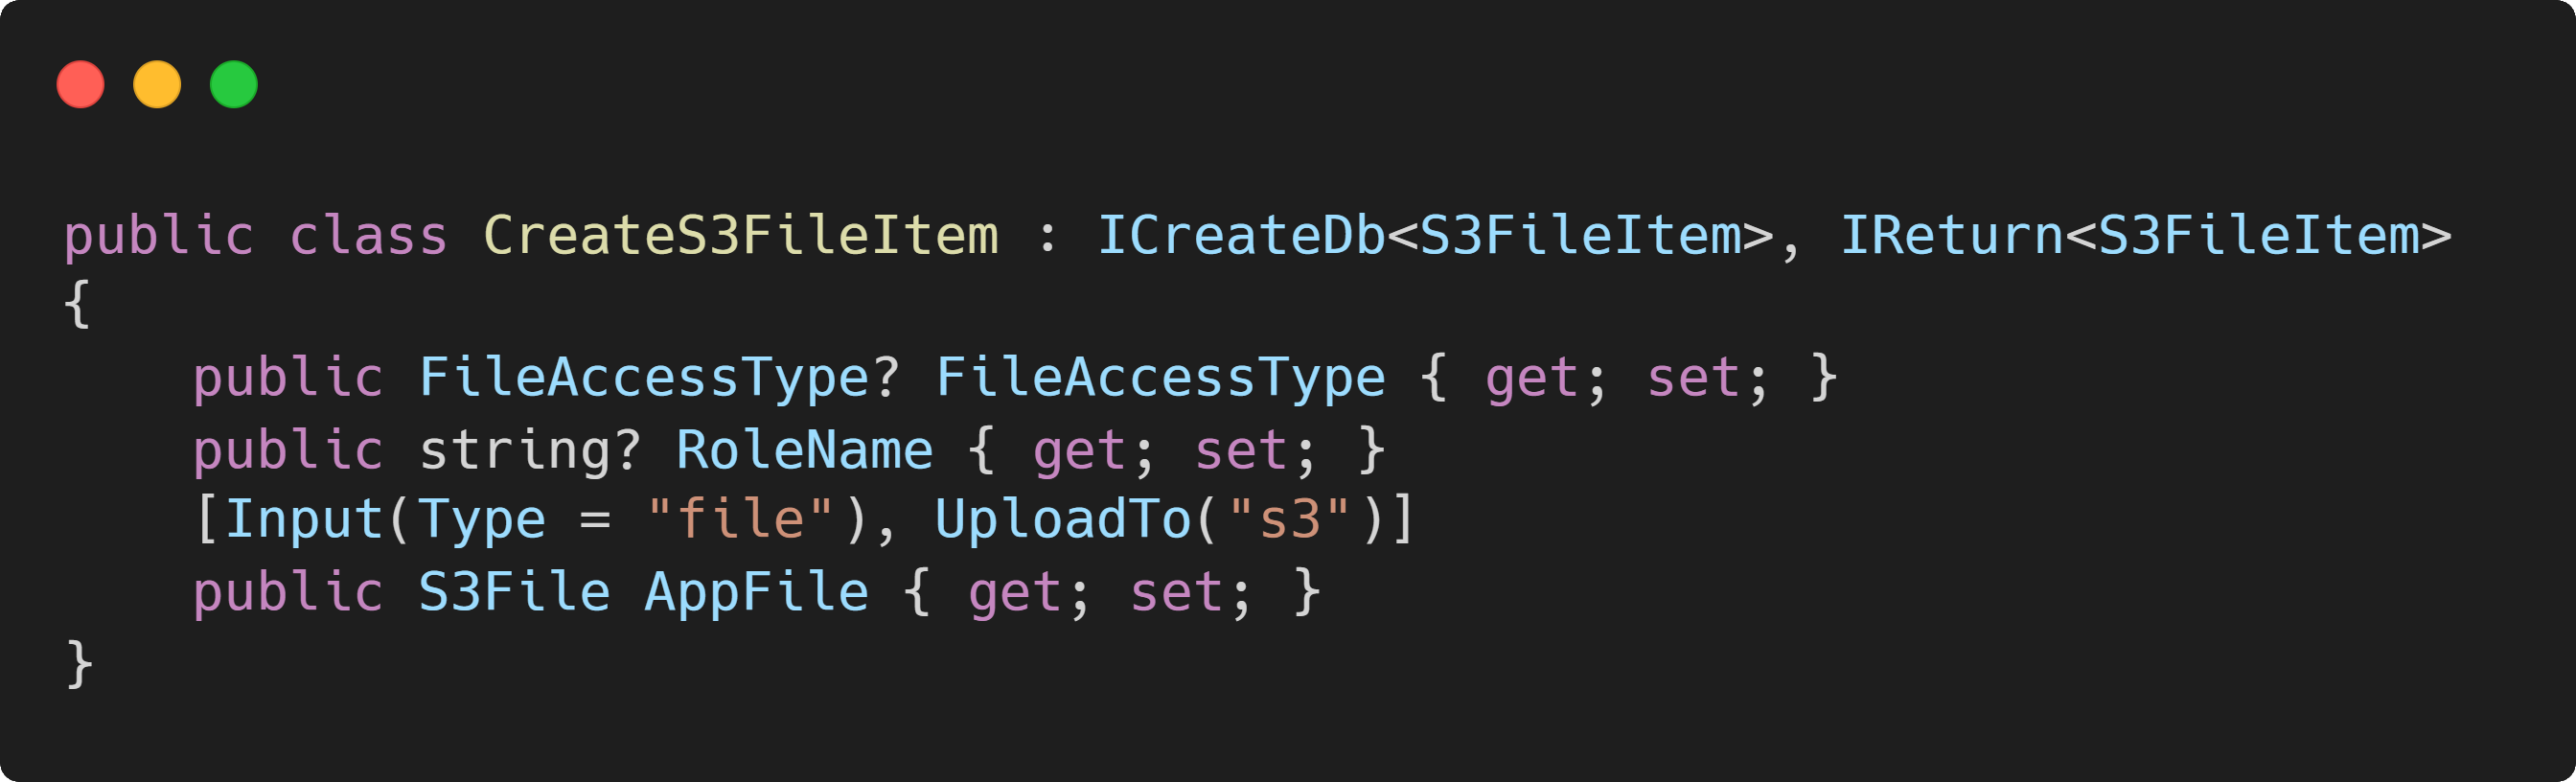 public class CreateS3FileItem : ICreateDb<S3FileItem>, IReturn<S3FileItem>
{
    public FileAccessType? FileAccessType { get; set; }
    public string? RoleName { get; set; }
    [Input(Type = "file"), UploadTo("s3")]
    public S3File AppFile { get; set; }
}